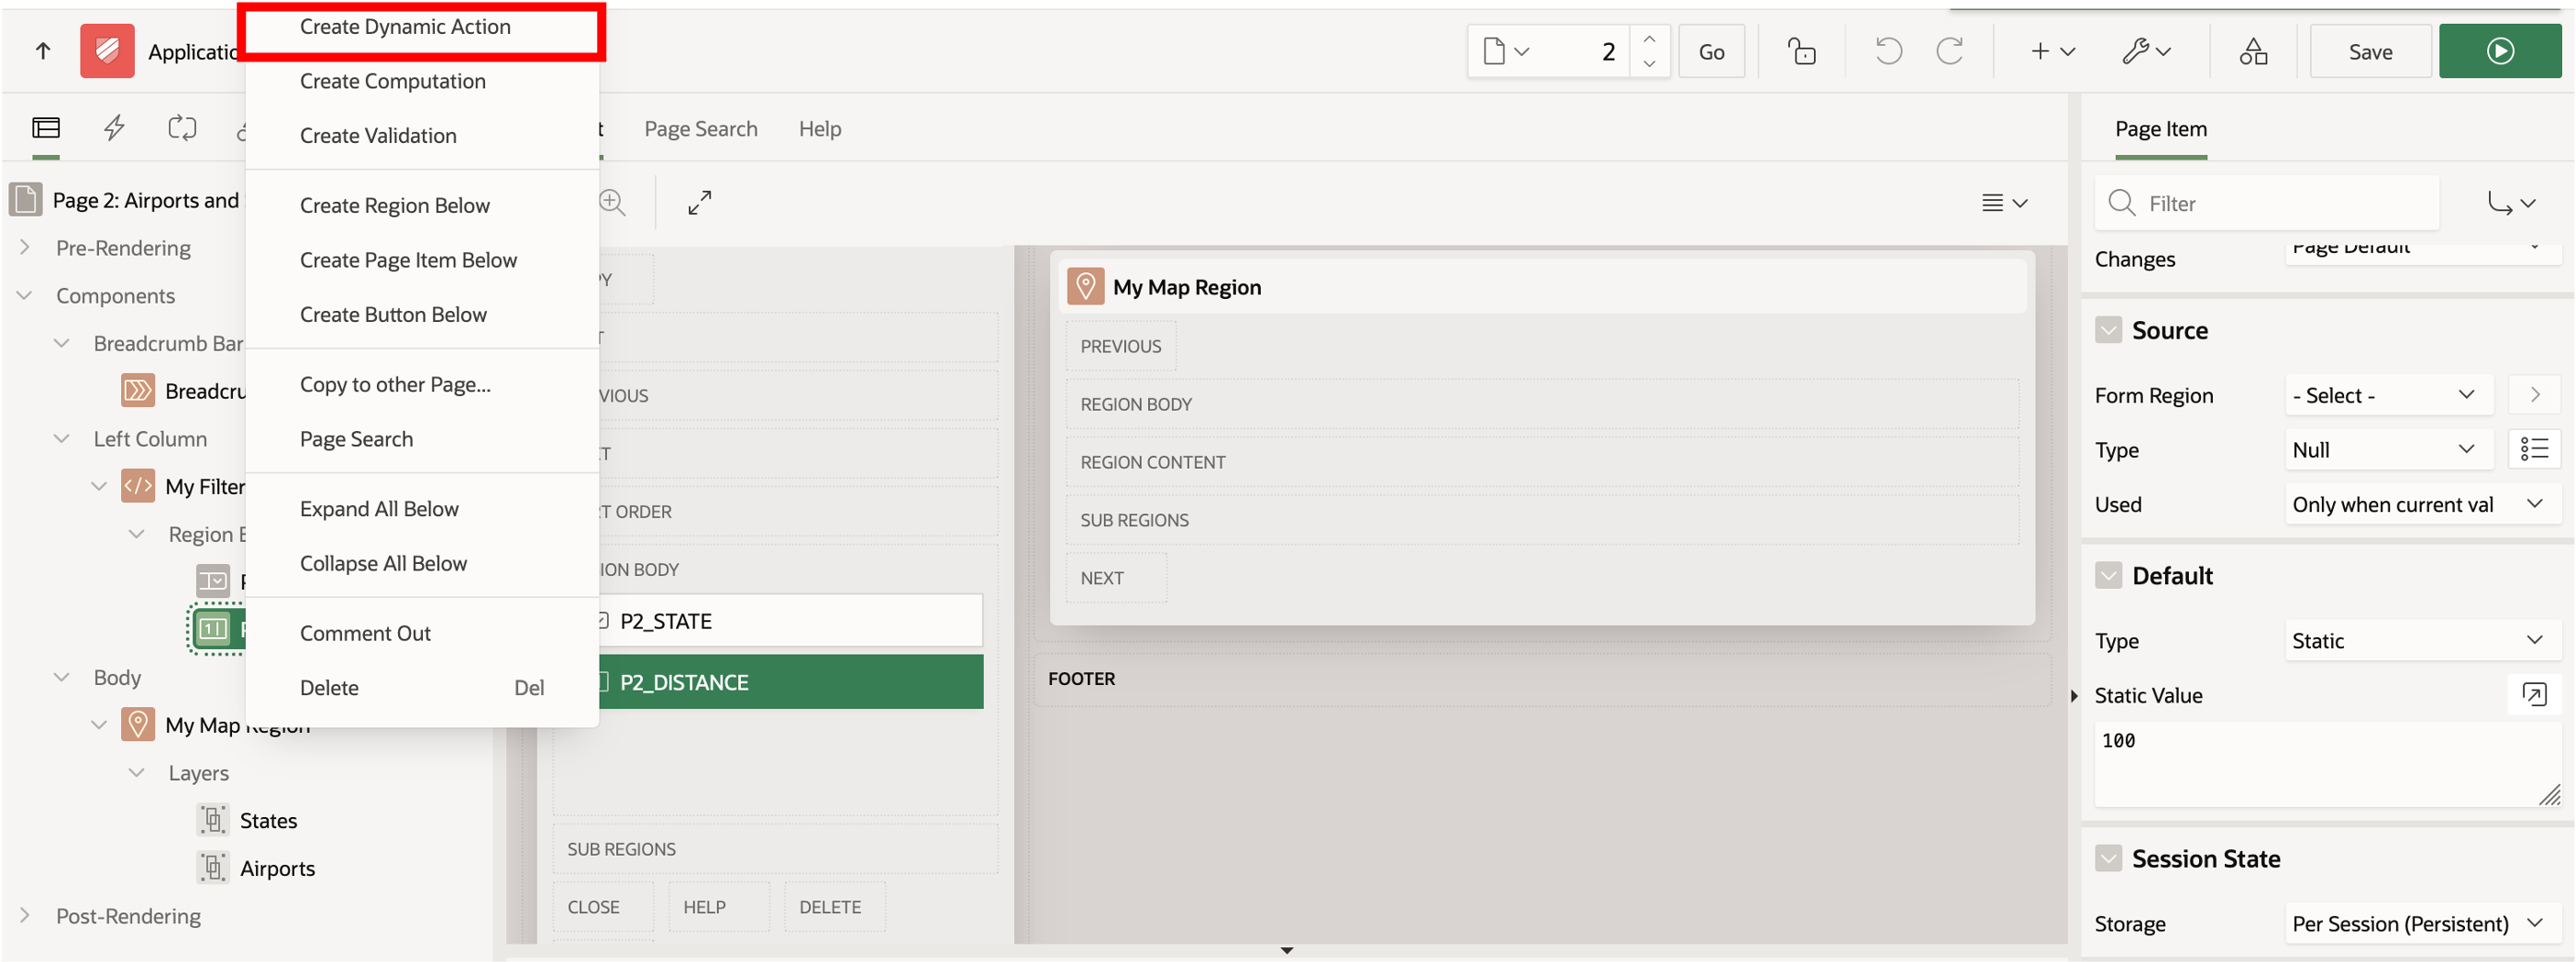 Create Dynamic Action
Applicatio
2
Go
Save
Create Computation
Create Validation
t
Page Search
Help
Page Item
Page 2: Airports and
Create Region Below
Filter
Pre-Rendering
Create Page Item Below
PY
My Map Region
Changes
Page Default
Components
Create Button Below
T
PREVIOUS
Source
Breadcrumb Bar
Breadcru
Copy to other Page...
VIOUS
REGION BODY
Form Region
- Select -
Left Column
Page Search
T
REGION CONTENT
Type
Null
My Filter
Expand All Below
RT ORDER
SUB REGIONS
Used
Only when current val
Region B
Collapse All Below
ION BODY
NEXT
Default
P
Comment Out
P2_STATE
Type
Static
P
Body
Delete
Del
P2_DISTANCE
FOOTER
Static Value
My Map Region
100
Layers
States
SUB REGIONS
Session State
Airports
CLOSE
HELP
DELETE
Post-Rendering
Storage
Per Session (Persistent)